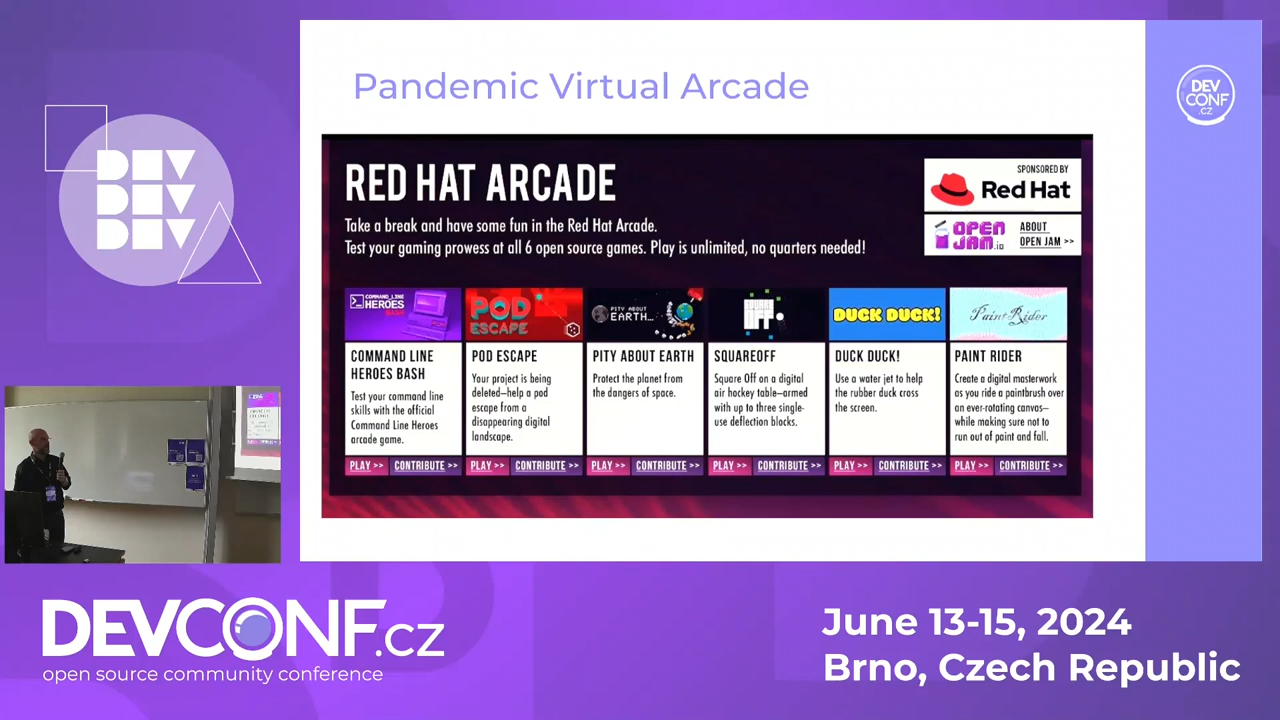 Pandemic Virtual Arcade
DEV
CONF
.CZ
DEV
DEV
DEV
RED HAT ARCADE
Take a break and have some fun in the Red Hat Arcade.
Test your gaming prowess at all 6 open source games. Play is unlimited, no quarters needed!
SPONSORED BY
Red Hat
OPEN
JAM.io
ABOUT
OPEN JAM >>
COMMAND_LINE
HEROES
BASH
POD
ESCAPE
PITY ABOUT
EARTH...
SQUARE
OFF
DUCK DUCK!
Paint Rider
COMMAND LINE
HEROES BASH
Test your command line
skills with the official
Command Line Heroes
arcade game.
PLAY >> CONTRIBUTE >>
POD ESCAPE
Your project is being
deleted—help a pod
escape from a
disappearing digital
landscape.
PLAY >> CONTRIBUTE >>
PITY ABOUT EARTH
Protect the planet from
the dangers of space.
PLAY >> CONTRIBUTE >>
SQUAREOFF
Square Off on a digital
air hockey table—armed
with up to three single-
use deflection blocks.
PLAY >> CONTRIBUTE >>
DUCK DUCK!
Use a water jet to help
the rubber duck cross
the screen.
PLAY >> CONTRIBUTE >>
PAINT RIDER
Create a digital masterwork
as you ride a paintbrush over
an ever-rotating canvas—
while making sure not to
run out of paint and fall.
PLAY >> CONTRIBUTE >>
DEVCONF.cz
open source community conference
June 13-15, 2024
Brno, Czech Republic